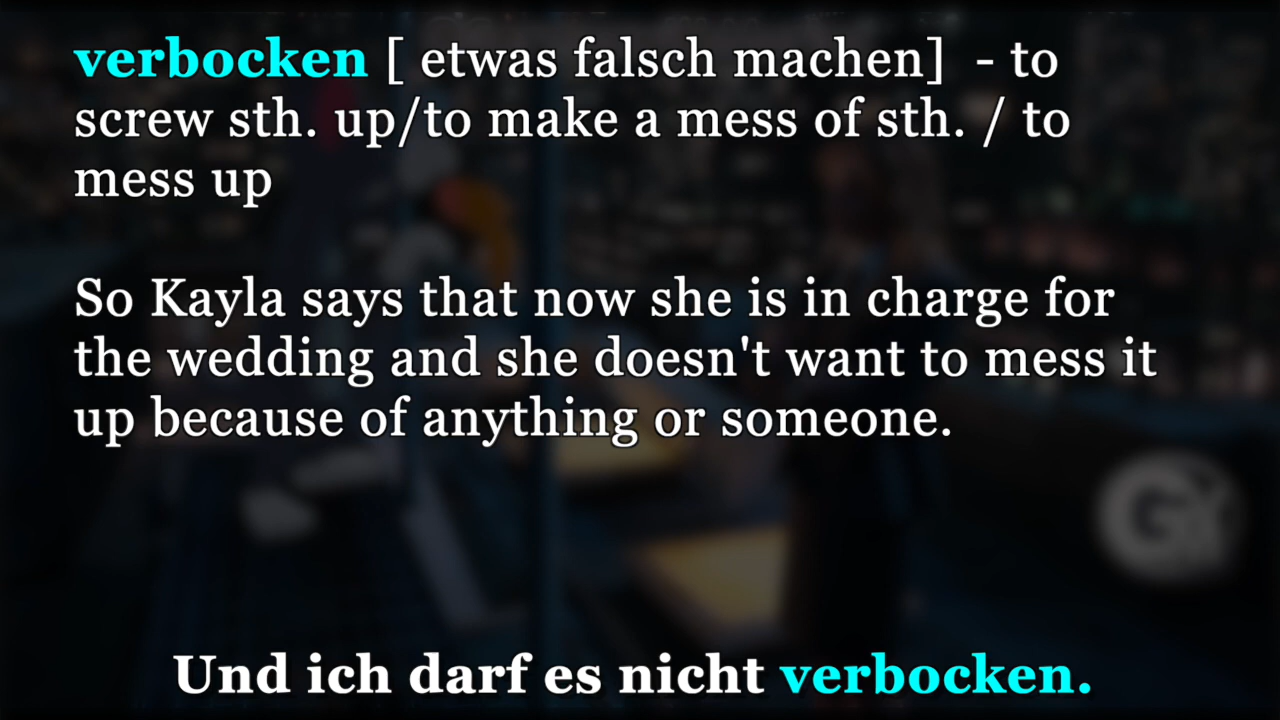 verbocken [ etwas falsch machen]  - to
screw sth. up/to make a mess of sth. / to
mess up
So Kayla says that now she is in charge for
the wedding and she doesn't want to mess it
up because of anything or someone.
Und ich darf es nicht verbocken.